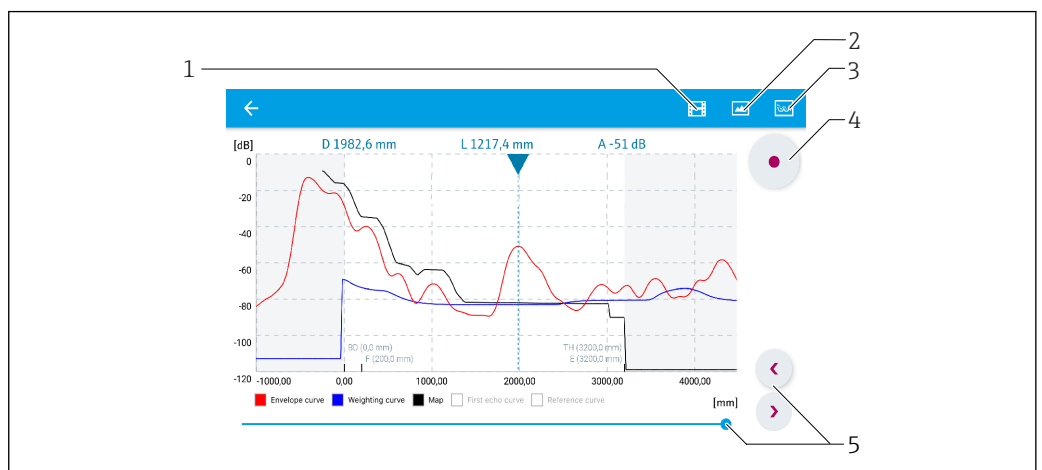 1
2
3
4
[dB] D 1982,6 mm L 1217,4 mm A -51 dB
0
-20
-40
-60
-80
-100
BD (0,0 mm) TH (3200,0 mm)
F (200,0 mm) E (3200,0 mm)
-120 -1000,00 0,00 1000,00 2000,00 3000,00 4000,00
Envelope curve Weighting curve Map First echo curve Reference curve
[mm]
5